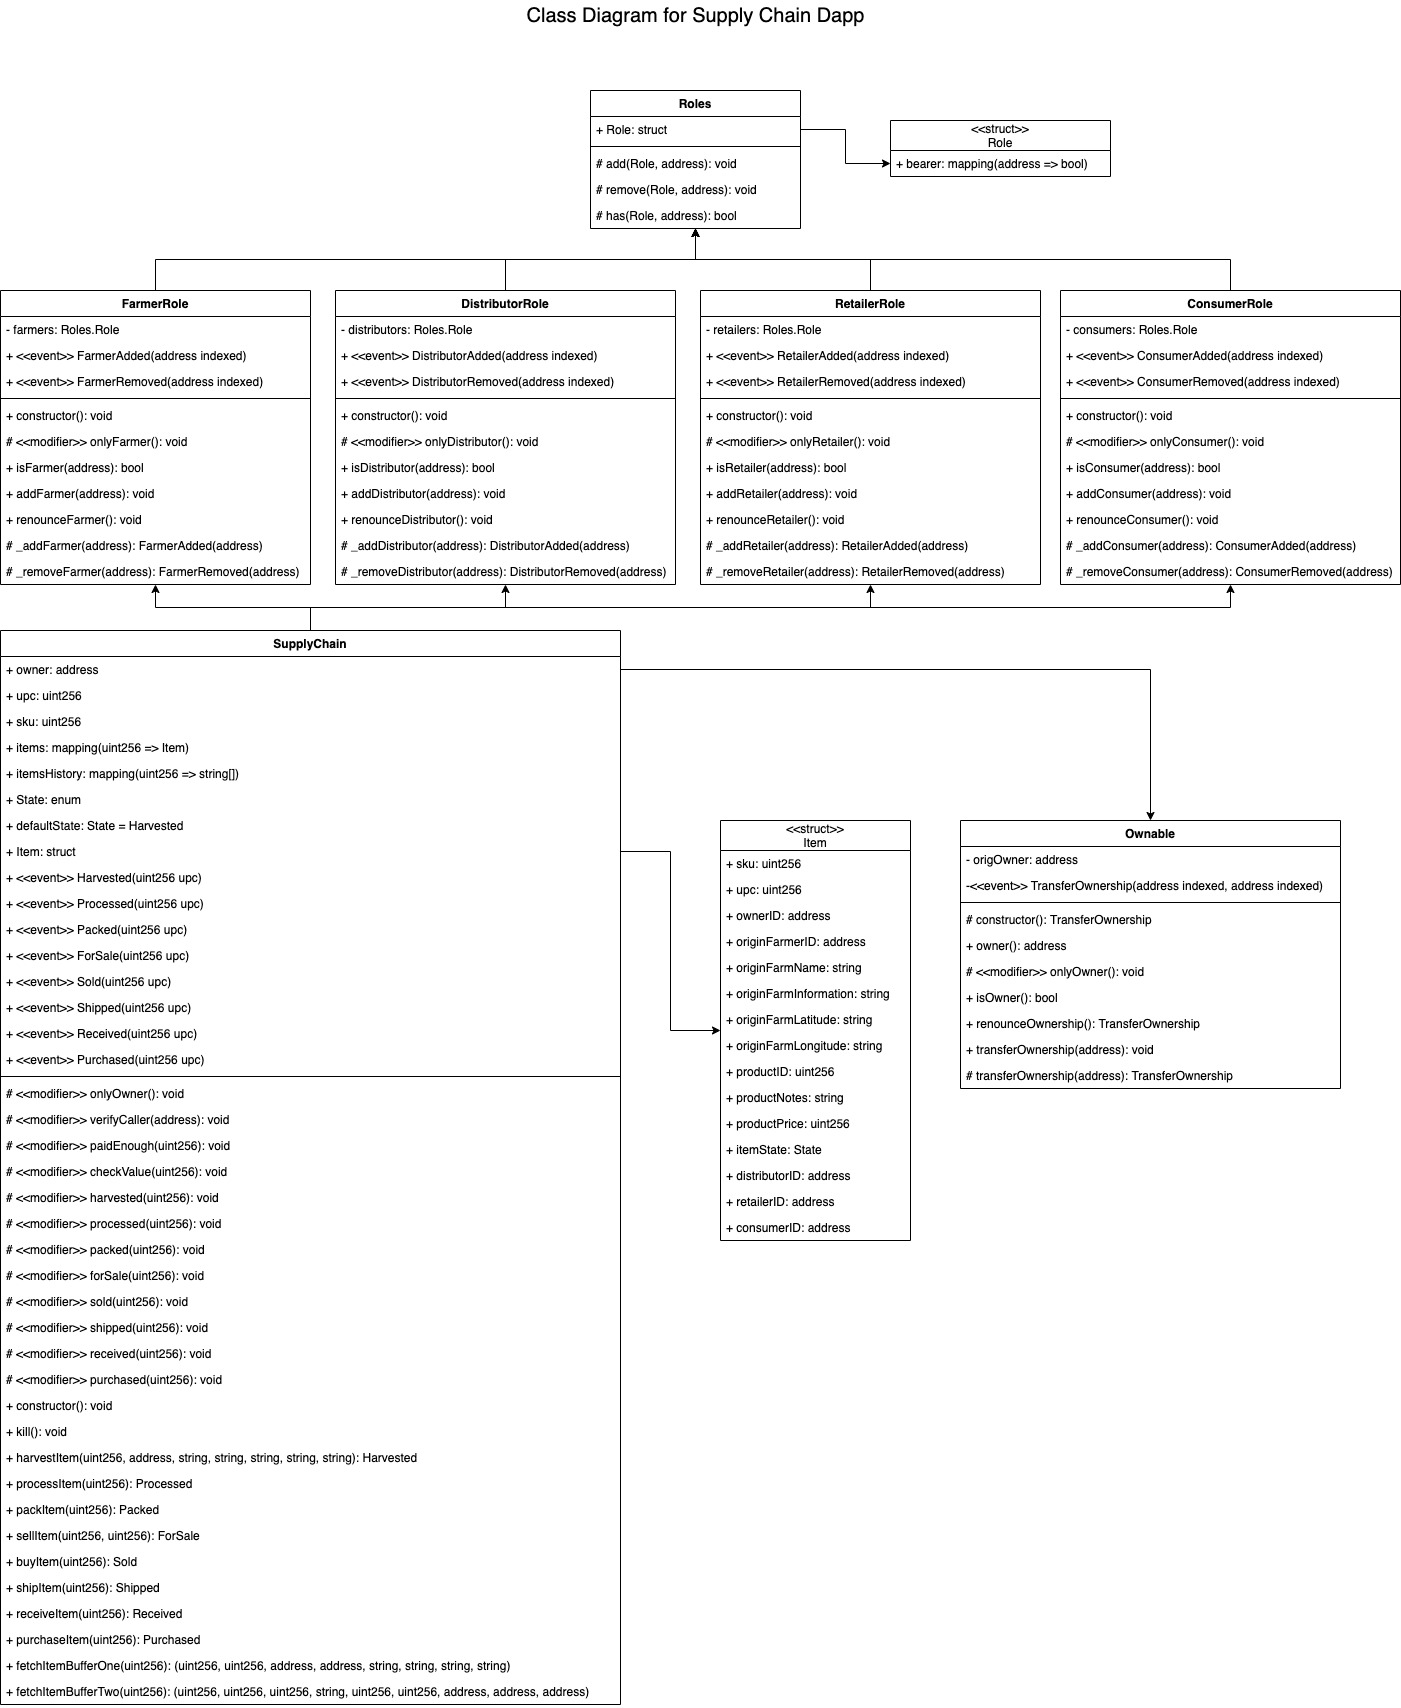 Class Diagram for Supply Chain Dapp
Roles
+ Role: struct
# add(Role, address): void
# remove(Role, address): void
# has(Role, address): bool
<<struct>>
Role
+ bearer: mapping(address => bool)
FarmerRole
- farmers: Roles.Role
+ <<event>> FarmerAdded(address indexed)
+ <<event>> FarmerRemoved(address indexed)
+ constructor(): void
# <<modifier>> onlyFarmer(): void
+ isFarmer(address): bool
+ addFarmer(address): void
+ renounceFarmer(): void
# _addFarmer(address): FarmerAdded(address)
# _removeFarmer(address): FarmerRemoved(address)
DistributorRole
- distributors: Roles.Role
+ <<event>> DistributorAdded(address indexed)
+ <<event>> DistributorRemoved(address indexed)
+ constructor(): void
# <<modifier>> onlyDistributor(): void
+ isDistributor(address): bool
+ addDistributor(address): void
+ renounceDistributor(): void
# _addDistributor(address): DistributorAdded(address)
# _removeDistributor(address): DistributorRemoved(address)
RetailerRole
- retailers: Roles.Role
+ <<event>> RetailerAdded(address indexed)
+ <<event>> RetailerRemoved(address indexed)
+ constructor(): void
# <<modifier>> onlyRetailer(): void
+ isRetailer(address): bool
+ addRetailer(address): void
+ renounceRetailer(): void
# _addRetailer(address): RetailerAdded(address)
# _removeRetailer(address): RetailerRemoved(address)
ConsumerRole
- consumers: Roles.Role
+ <<event>> ConsumerAdded(address indexed)
+ <<event>> ConsumerRemoved(address indexed)
+ constructor(): void
# <<modifier>> onlyConsumer(): void
+ isConsumer(address): bool
+ addConsumer(address): void
+ renounceConsumer(): void
# _addConsumer(address): ConsumerAdded(address)
# _removeConsumer(address): ConsumerRemoved(address)
SupplyChain
+ owner: address
+ upc: uint256
+ sku: uint256
+ items: mapping(uint256 => Item)
+ itemsHistory: mapping(uint256 => string[])
+ State: enum
+ defaultState: State = Harvested
+ Item: struct
+ <<event>> Harvested(uint256 upc)
+ <<event>> Processed(uint256 upc)
+ <<event>> Packed(uint256 upc)
+ <<event>> ForSale(uint256 upc)
+ <<event>> Sold(uint256 upc)
+ <<event>> Shipped(uint256 upc)
+ <<event>> Received(uint256 upc)
+ <<event>> Purchased(uint256 upc)
# <<modifier>> onlyOwner(): void
# <<modifier>> verifyCaller(address): void
# <<modifier>> paidEnough(uint256): void
# <<modifier>> checkValue(uint256): void
# <<modifier>> harvested(uint256): void
# <<modifier>> processed(uint256): void
# <<modifier>> packed(uint256): void
# <<modifier>> forSale(uint256): void
# <<modifier>> sold(uint256): void
# <<modifier>> shipped(uint256): void
# <<modifier>> received(uint256): void
# <<modifier>> purchased(uint256): void
+ constructor(): void
+ kill(): void
+ harvestItem(uint256, address, string, string, string, string, string): Harvested
+ processItem(uint256): Processed
+ packItem(uint256): Packed
+ sellItem(uint256, uint256): ForSale
+ buyItem(uint256): Sold
+ shipItem(uint256): Shipped
+ receiveItem(uint256): Received
+ purchaseItem(uint256): Purchased
+ fetchItemBufferOne(uint256): (uint256, uint256, address, address, string, string, string, string)
+ fetchItemBufferTwo(uint256): (uint256, uint256, uint256, string, uint256, uint256, address, address, address)
<<struct>>
Item
+ sku: uint256
+ upc: uint256
+ ownerID: address
+ originFarmerID: address
+ originFarmName: string
+ originFarmInformation: string
+ originFarmLatitude: string
+ originFarmLongitude: string
+ productID: uint256
+ productNotes: string
+ productPrice: uint256
+ itemState: State
+ distributorID: address
+ retailerID: address
+ consumerID: address
Ownable
- origOwner: address
-<<event>> TransferOwnership(address indexed, address indexed)
# constructor(): TransferOwnership
+ owner(): address
# <<modifier>> onlyOwner(): void
+ isOwner(): bool
+ renounceOwnership(): TransferOwnership
+ transferOwnership(address): void
# transferOwnership(address): TransferOwnership